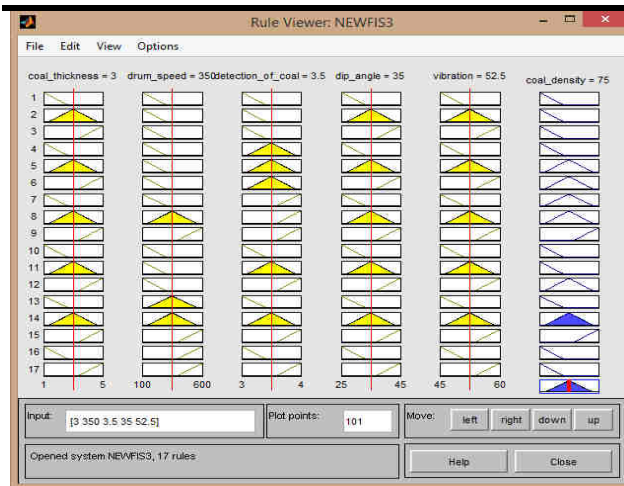 Rule Viewer: NEWFIS3
File Edit View Options
coal_thickness = 3 drum_speed = 350 detection_of_coal = 3.5 dip_angle = 35 vibration = 52.5 coal_density = 75
1
2
3
4
5
6
7
8
9
10
11
12
13
14
15
16
17
1 5 100 600 3 4 25 45 45 60
Input: [3 350 3.5 35 52.5] Plot points: 101 Move: left right down up
Opened system NEWFIS3, 17 rules Help Close